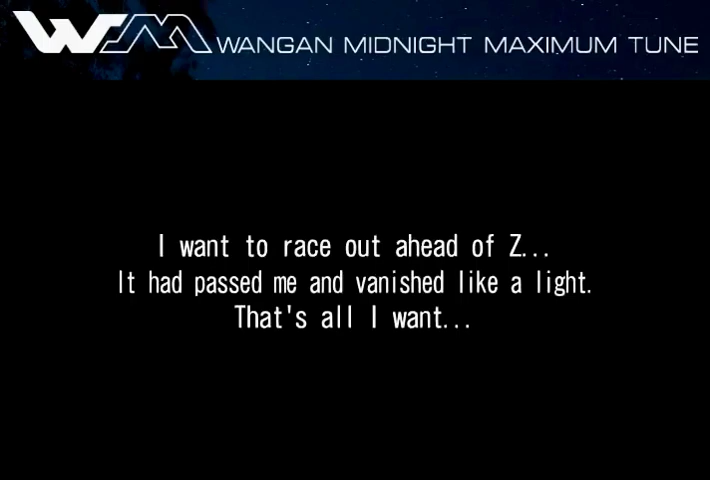 WM WANGAN MIDNIGHT MAXIMUM TUNE
I want to race out ahead of Z...
It had passed me and vanished like a light.
That's all I want...